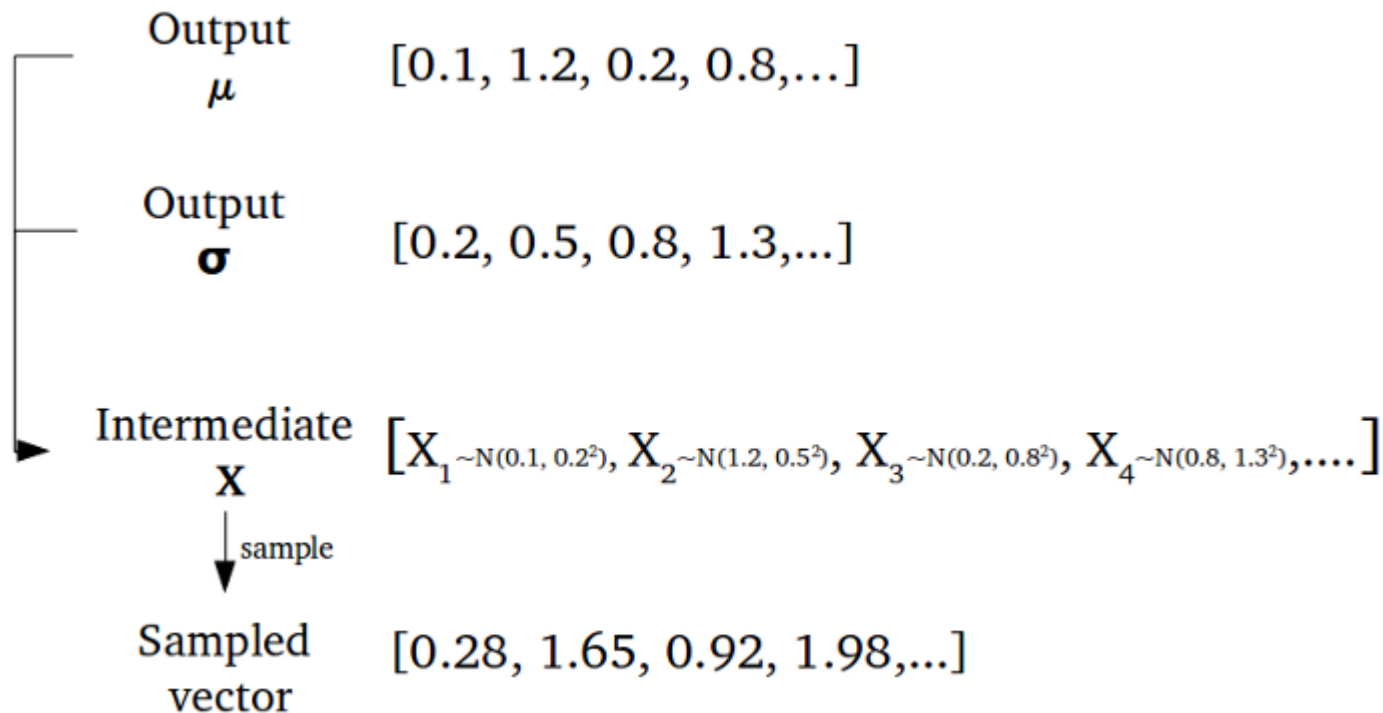 Output
μ
[0.1, 1.2, 0.2, 0.8,...]
Output
σ
[0.2, 0.5, 0.8, 1.3,...]
Intermediate
X
[X₁~N(0.1, 0.2²), X₂~N(1.2, 0.5²), X₃~N(0.2, 0.8²), X₄~N(0.8, 1.3²),....]
sample
Sampled
vector
[0.28, 1.65, 0.92, 1.98,...]